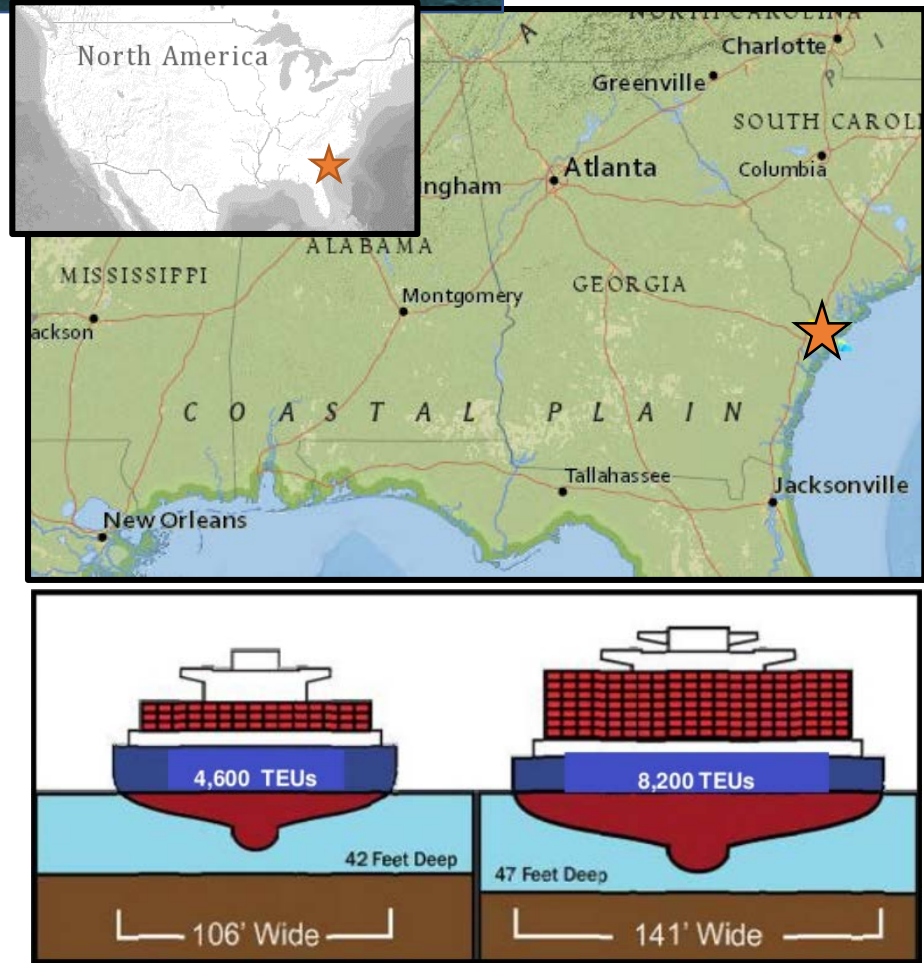 North America
NORTH CAROLINA
A
Charlotte
P
I
Greenville
SOUTH CAROL
Atlanta
Columbia
ngham
ALABAMA
MISSISSIPPI
GEORGIA
Montgomery
ackson
COASTAL PLAIN
Tallahassee
Jacksonville
New Orleans
4,600 TEUs
8,200 TEUs
42 Feet Deep
47 Feet Deep
106' Wide
141' Wide